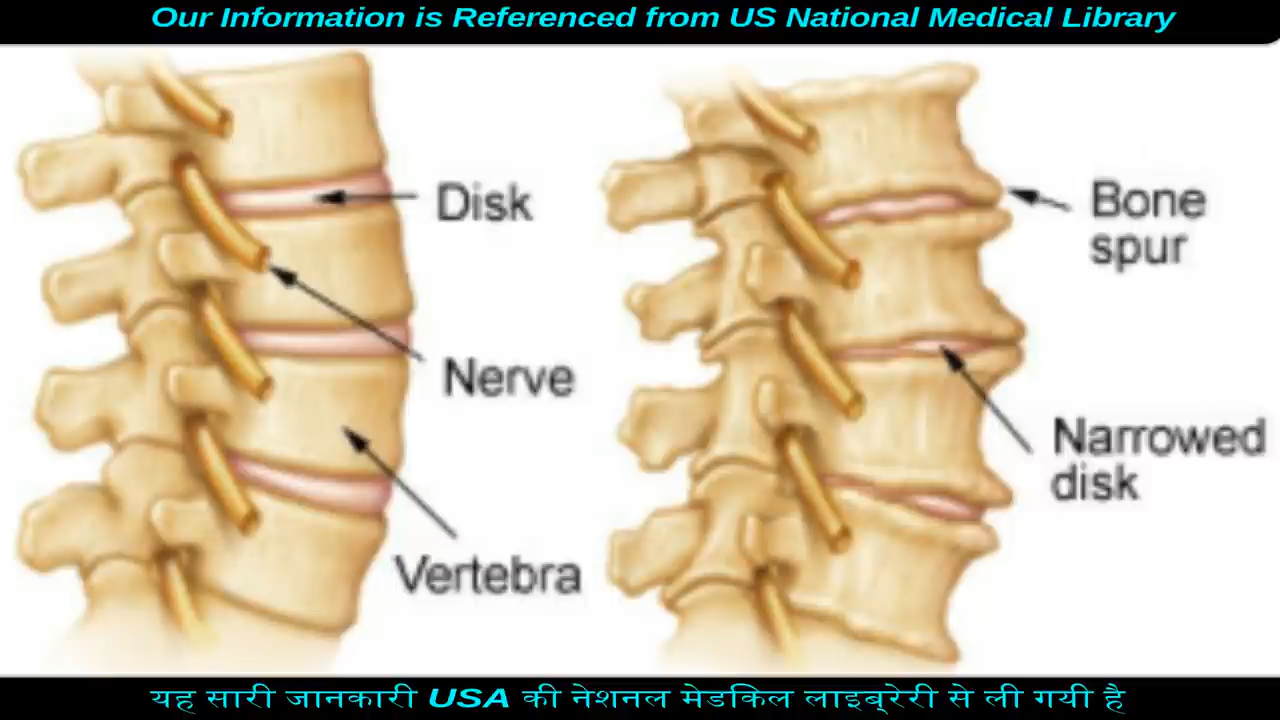 Our Information is Referenced from US National Medical Library
Disk
Nerve
Vertebra
Bone
spur
Narrowed
disk
यह सारी जानकारी USA की नेशनल मेडकिल लाइब्रेरी से ली गयी है